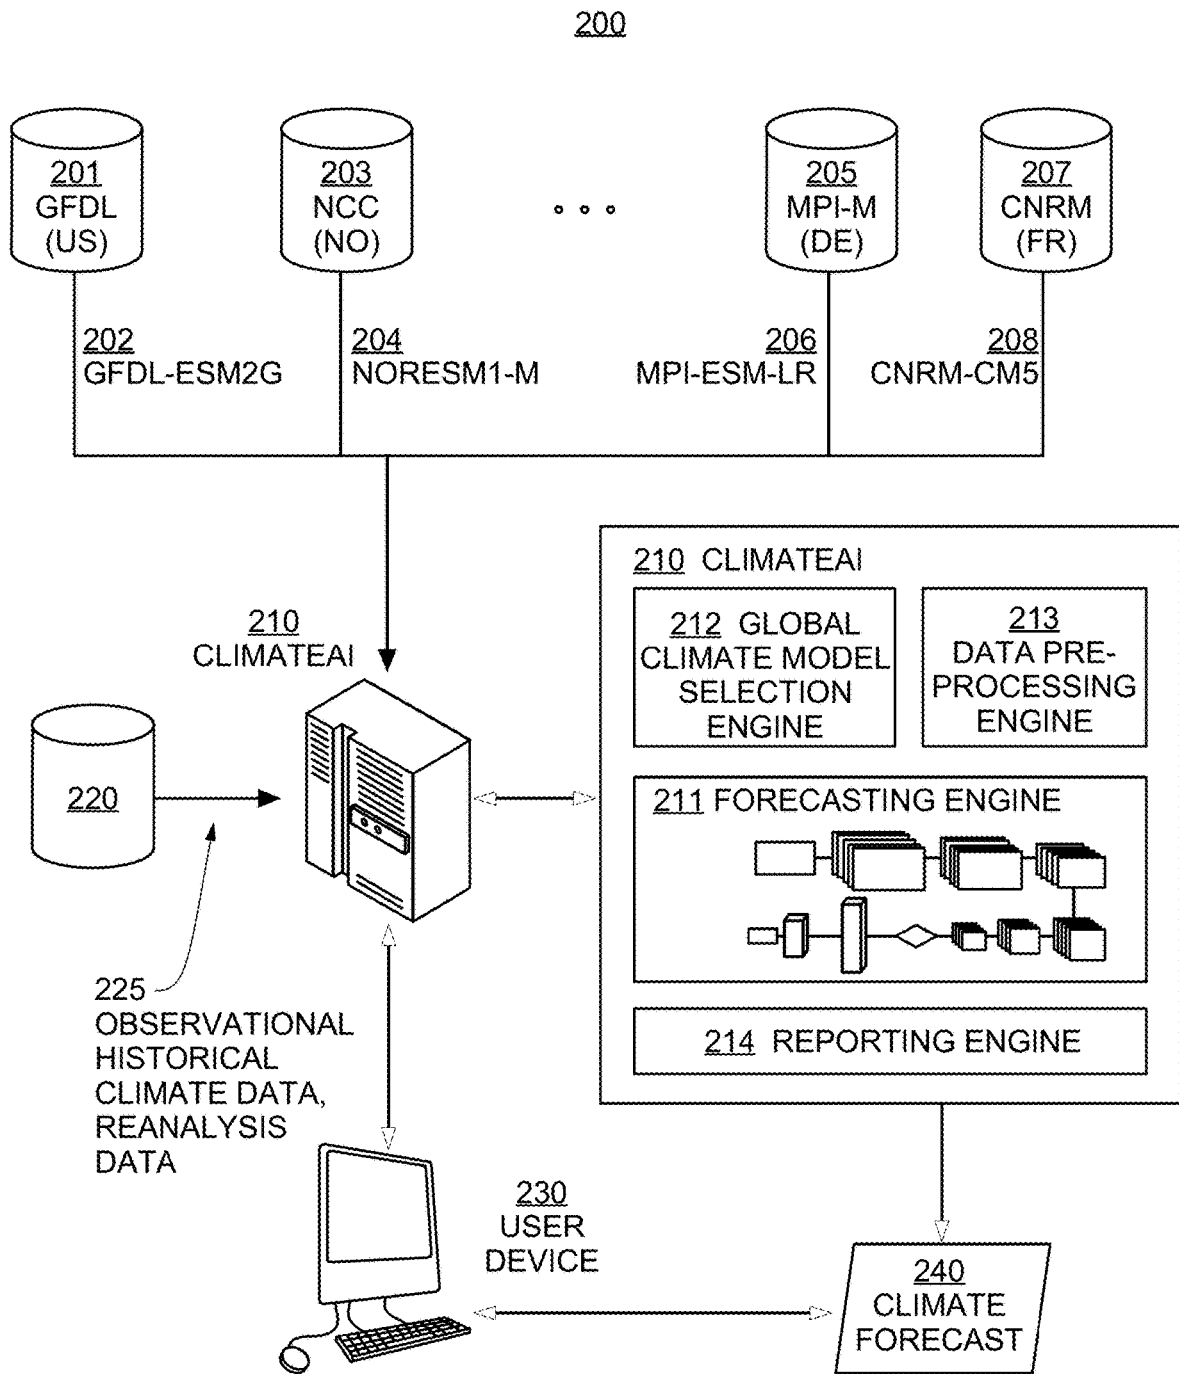 200
201
GFDL
(US)
203
NCC
(NO)
205
MPI-M
(DE)
207
CNRM
(FR)
202
GFDL-ESM2G
204
NORESM1-M
206
MPI-ESM-LR
208
CNRM-CM5
210
CLIMATEAI
220
225
OBSERVATIONAL
HISTORICAL
CLIMATE DATA,
REANALYSIS
DATA
210 CLIMATEAI
212 GLOBAL
CLIMATE MODEL
SELECTION
ENGINE
213
DATA PRE-
PROCESSING
ENGINE
211 FORECASTING ENGINE
214 REPORTING ENGINE
230
USER
DEVICE
240
CLIMATE
FORECAST